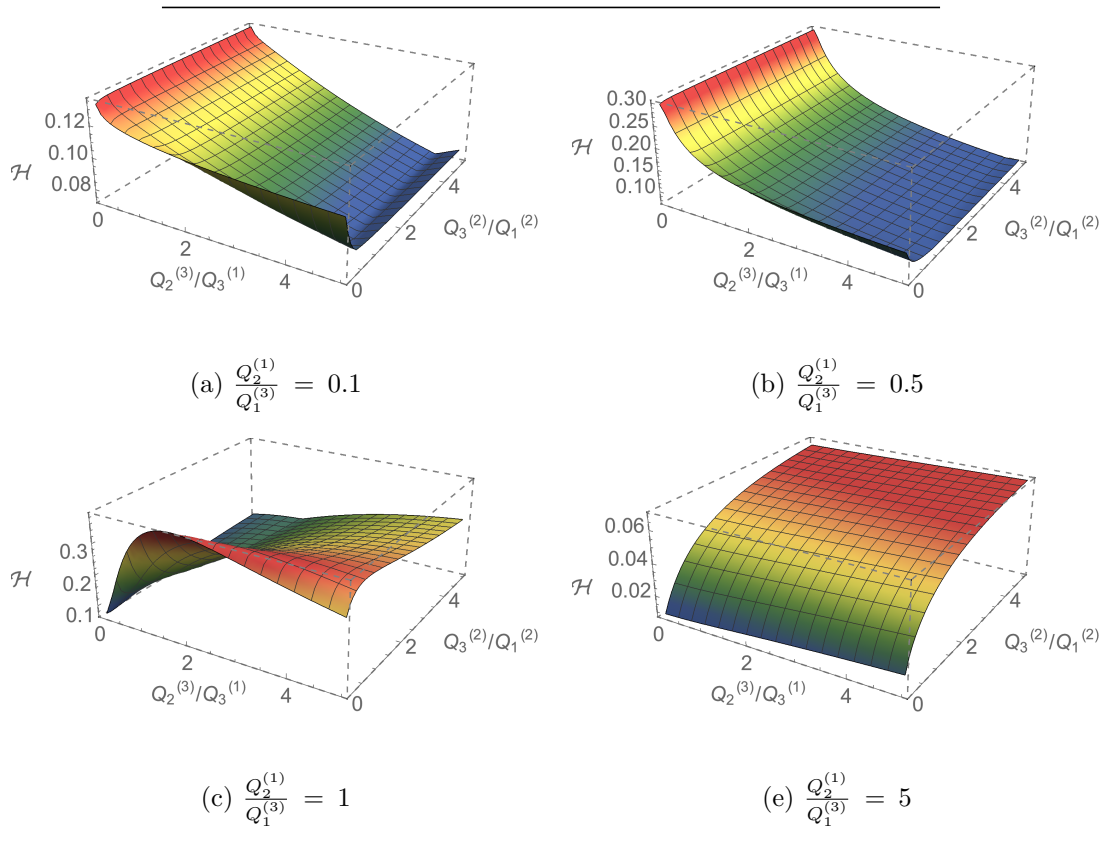 0.12
0.10
0.08
ℋ
0
2
4
Q₂⁽³⁾/Q₃⁽¹⁾
0
2
4
Q₃⁽²⁾/Q₁⁽²⁾
0.30
0.25
0.20
0.15
0.10
ℋ
0
2
4
Q₂⁽³⁾/Q₃⁽¹⁾
0
2
4
Q₃⁽²⁾/Q₁⁽²⁾
(a) Q₂⁽¹⁾/Q₁⁽³⁾ = 0.1
(b) Q₂⁽¹⁾/Q₁⁽³⁾ = 0.5
0.3
0.2
0.1
ℋ
0
2
4
Q₂⁽³⁾/Q₃⁽¹⁾
0
2
4
Q₃⁽²⁾/Q₁⁽²⁾
0.06
0.04
0.02
ℋ
0
2
4
Q₂⁽³⁾/Q₃⁽¹⁾
0
2
4
Q₃⁽²⁾/Q₁⁽²⁾
(c) Q₂⁽¹⁾/Q₁⁽³⁾ = 1
(e) Q₂⁽¹⁾/Q₁⁽³⁾ = 5